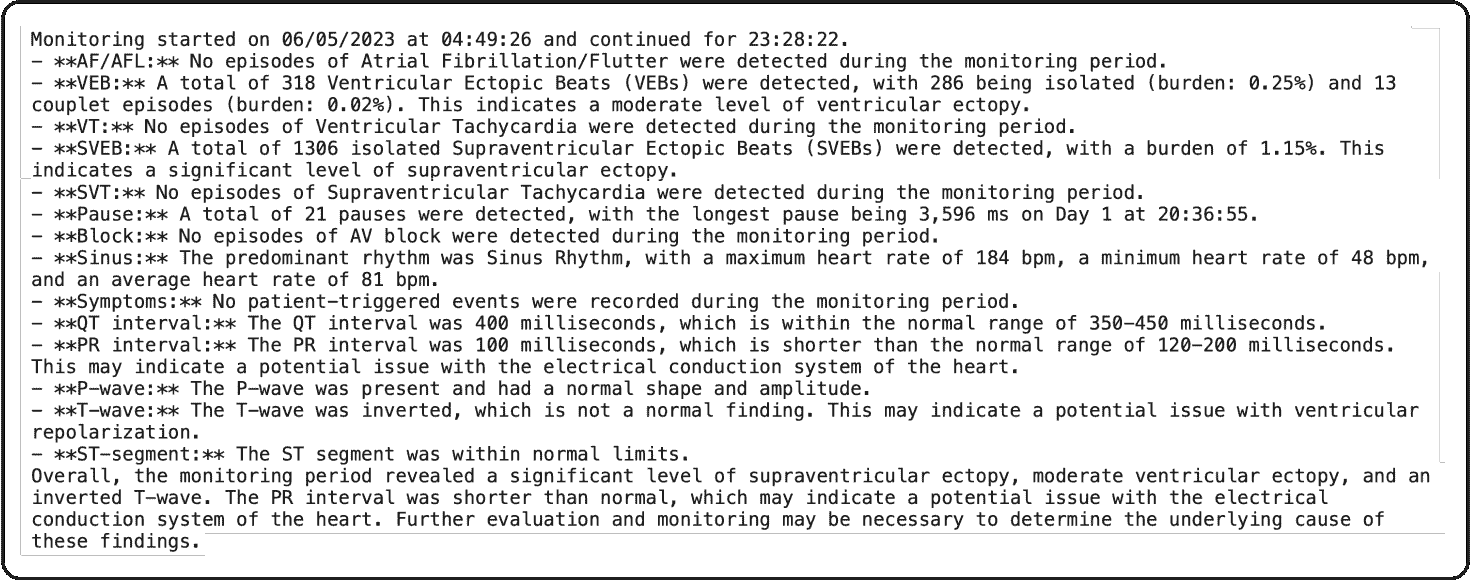 Monitoring started on 06/05/2023 at 04:49:26 and continued for 23:28:22.
– **AF/AFL:** No episodes of Atrial Fibrillation/Flutter were detected during the monitoring period.
– **VEB:** A total of 318 Ventricular Ectopic Beats (VEBs) were detected, with 286 being isolated (burden: 0.25%) and 13
couplet episodes (burden: 0.02%). This indicates a moderate level of ventricular ectopy.
– **VT:** No episodes of Ventricular Tachycardia were detected during the monitoring period.
– **SVEB:** A total of 1306 isolated Supraventricular Ectopic Beats (SVEBs) were detected, with a burden of 1.15%. This
indicates a significant level of supraventricular ectopy.
– **SVT:** No episodes of Supraventricular Tachycardia were detected during the monitoring period.
– **Pause:** A total of 21 pauses were detected, with the longest pause being 3,596 ms on Day 1 at 20:36:55.
– **Block:** No episodes of AV block were detected during the monitoring period.
– **Sinus:** The predominant rhythm was Sinus Rhythm, with a maximum heart rate of 184 bpm, a minimum heart rate of 48 bpm,
and an average heart rate of 81 bpm.
– **Symptoms:** No patient-triggered events were recorded during the monitoring period.
– **QT interval:** The QT interval was 400 milliseconds, which is within the normal range of 350–450 milliseconds.
– **PR interval:** The PR interval was 100 milliseconds, which is shorter than the normal range of 120–200 milliseconds.
This may indicate a potential issue with the electrical conduction system of the heart.
– **P-wave:** The P-wave was present and had a normal shape and amplitude.
– **T-wave:** The T-wave was inverted, which is not a normal finding. This may indicate a potential issue with ventricular
repolarization.
– **ST-segment:** The ST segment was within normal limits.
Overall, the monitoring period revealed a significant level of supraventricular ectopy, moderate ventricular ectopy, and an
inverted T-wave. The PR interval was shorter than normal, which may indicate a potential issue with the electrical
conduction system of the heart. Further evaluation and monitoring may be necessary to determine the underlying cause of
these findings.